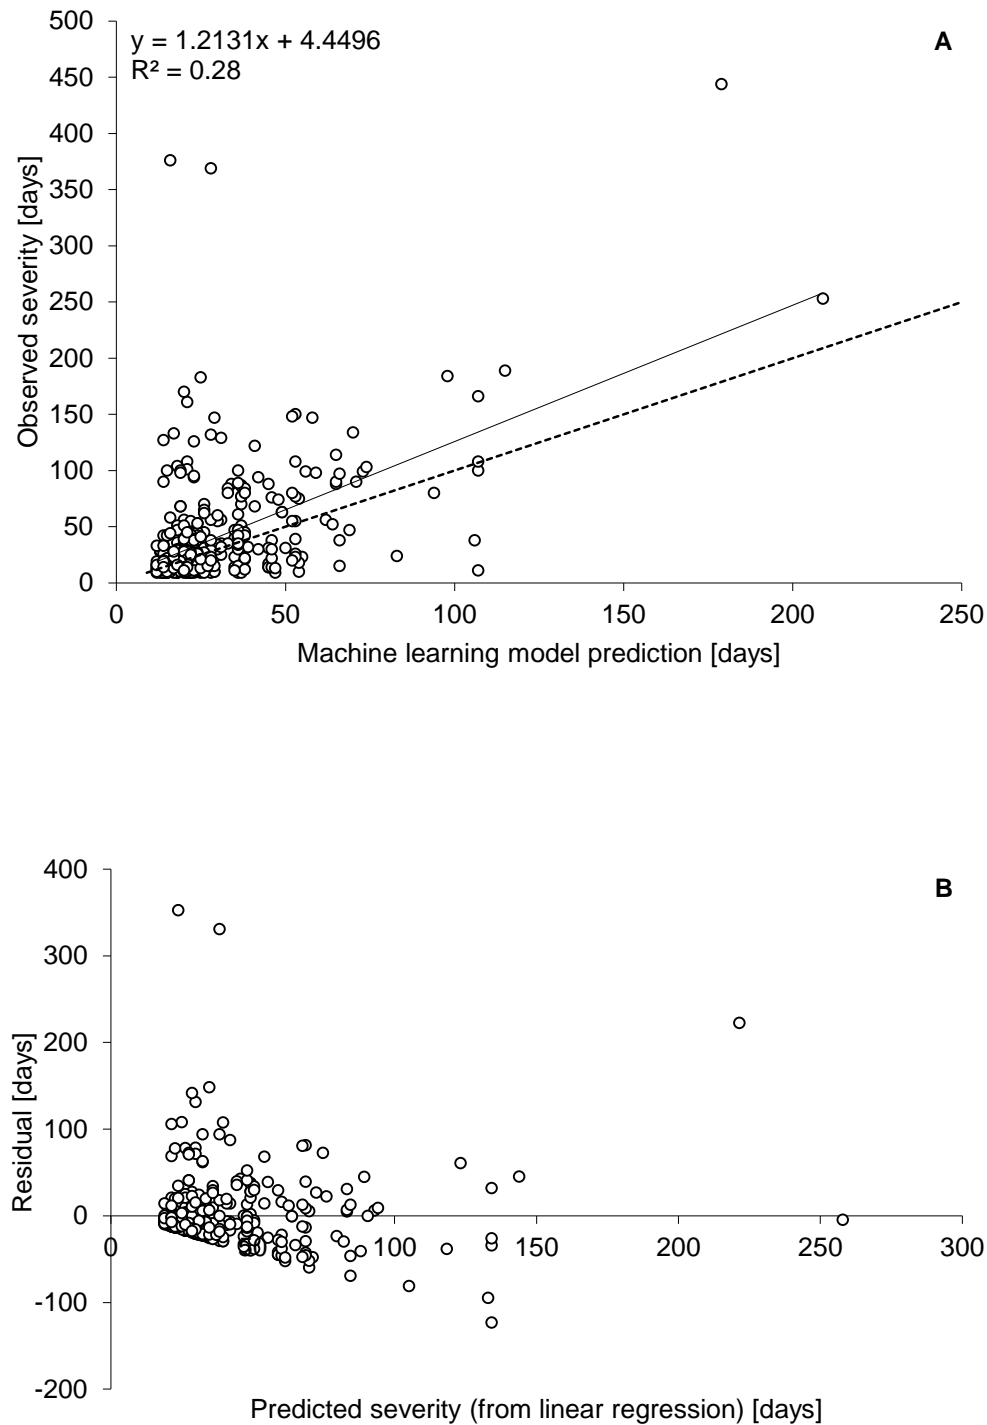 A
y = 1.2131x + 4.4496
R² = 0.28
500
450
400
350
300
250
200
150
100
50
0
Observed severity [days]
0 50 100 150 200 250
Machine learning model prediction [days]
B
400
300
200
100
0
-100
-200
Residual [days]
0 50 100 150 200 250 300
Predicted severity (from linear regression) [days]